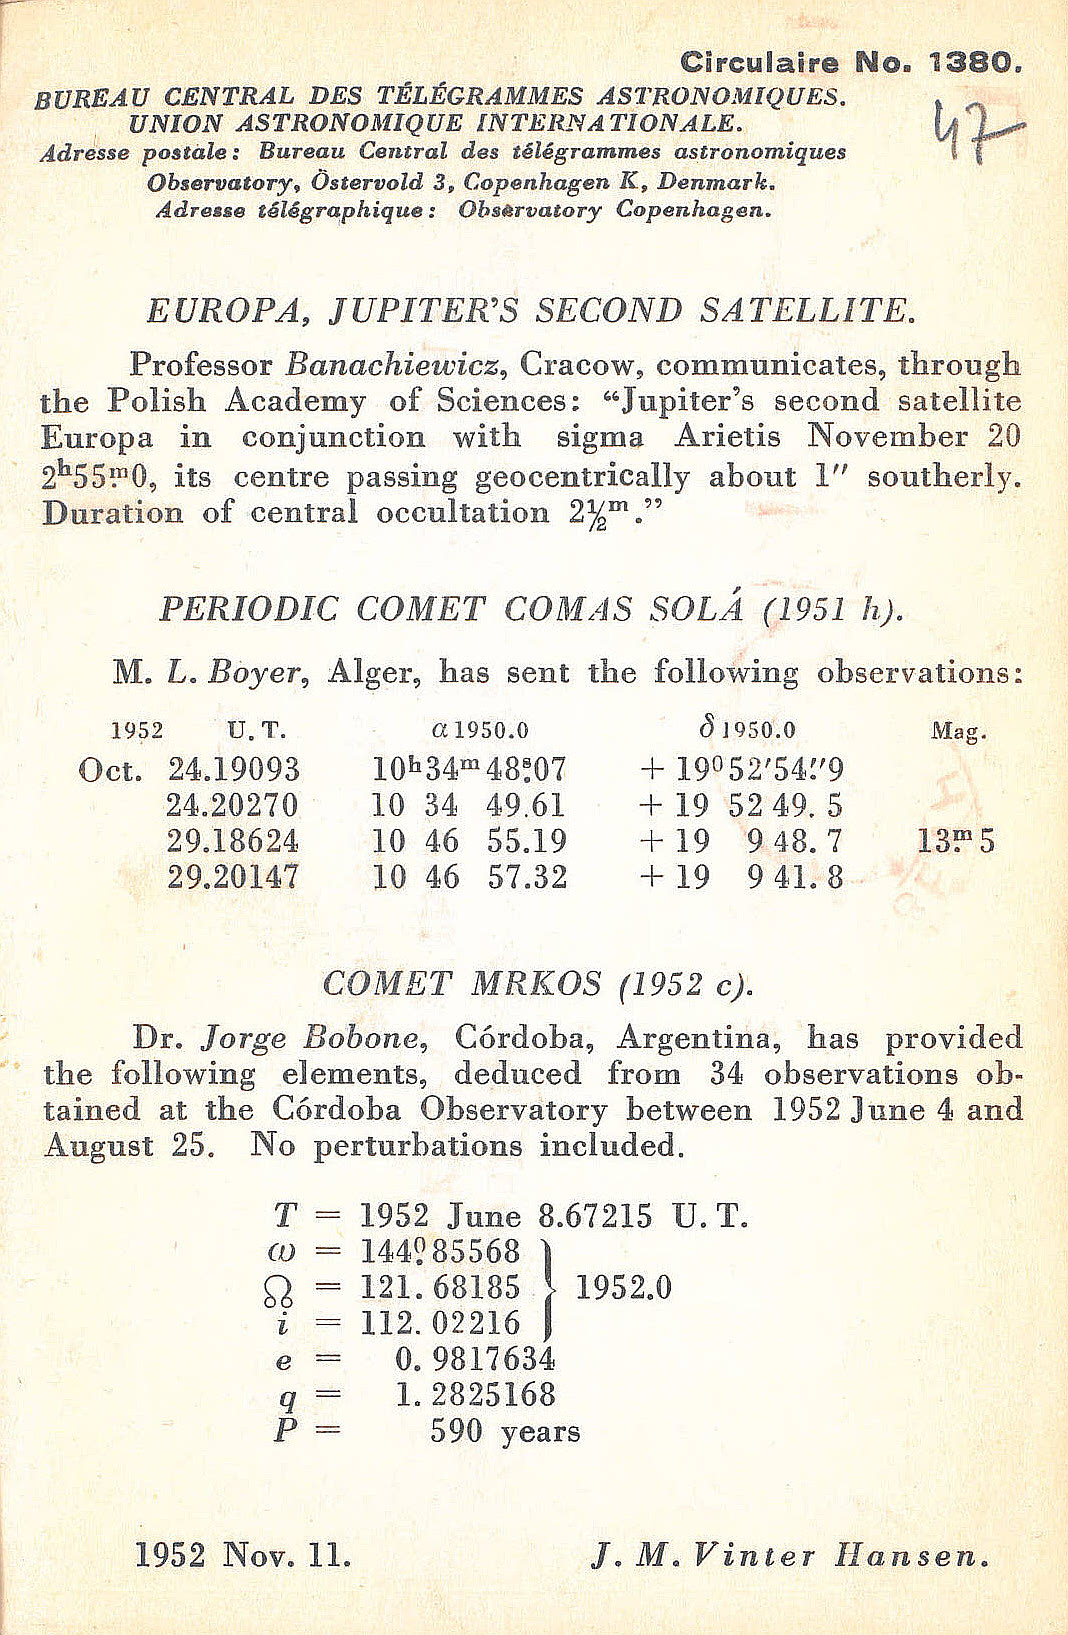 Circulaire No. 1380.
BUREAU CENTRAL DES TÉLÉGRAMMES ASTRONOMIQUES.
47
UNION ASTRONOMIQUE INTERNATIONALE.
Adresse postale: Bureau Central des télégrammes astronomiques
Observatory, Östervold 3, Copenhagen K, Denmark.
Adresse télégraphique: Observatory Copenhagen.
EUROPA, JUPITER'S SECOND SATELLITE.
Professor Banachiewicz, Cracow, communicates, through
the Polish Academy of Sciences: “Jupiter's second satellite
Europa in conjunction with sigma Arietis November 20
2ʰ55ᵐ.0, its centre passing geocentrically about 1″ southerly.
Duration of central occultation 2½ᵐ.”
PERIODIC COMET COMAS SOLÁ (1951 h).
M. L. Boyer, Alger, has sent the following observations:
1952 U.T. α 1950.0 δ 1950.0 Mag.
Oct. 24.19093 10ʰ34ᵐ48ˢ.07 + 19°52′54″.9
24.20270 10 34 49.61 + 19 52 49.5
29.18624 10 46 55.19 + 19 9 48.7 13ᵐ.5
29.20147 10 46 57.32 + 19 9 41.8
COMET MRKOS (1952 c).
Dr. Jorge Bobone, Córdoba, Argentina, has provided
the following elements, deduced from 34 observations ob-
tained at the Córdoba Observatory between 1952 June 4 and
August 25. No perturbations included.
T = 1952 June 8.67215 U.T.
ω = 144°.85568
☊ = 121.68185 } 1952.0
i = 112.02216
e = 0.9817634
q = 1.2825168
P = 590 years
1952 Nov. 11. J. M. Vinter Hansen.